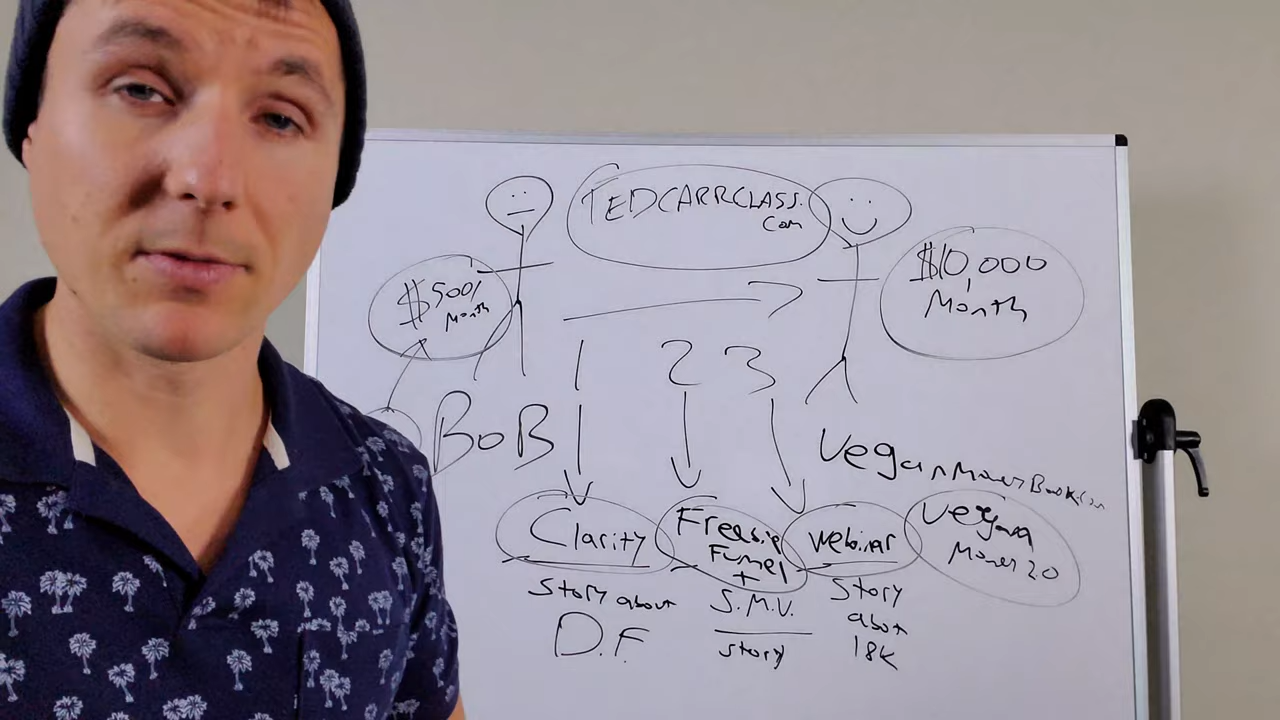 TEDCARRCLASS.
com
$500/
Month
$10,000
Month
1 2 3
BOB
VeganMoneyBook.com
Clarity
Story about
D.F
Freebie
Funnel
+
S.M.V.
Story
Webinar
Story
about
18K
Vegan
Money 2.0